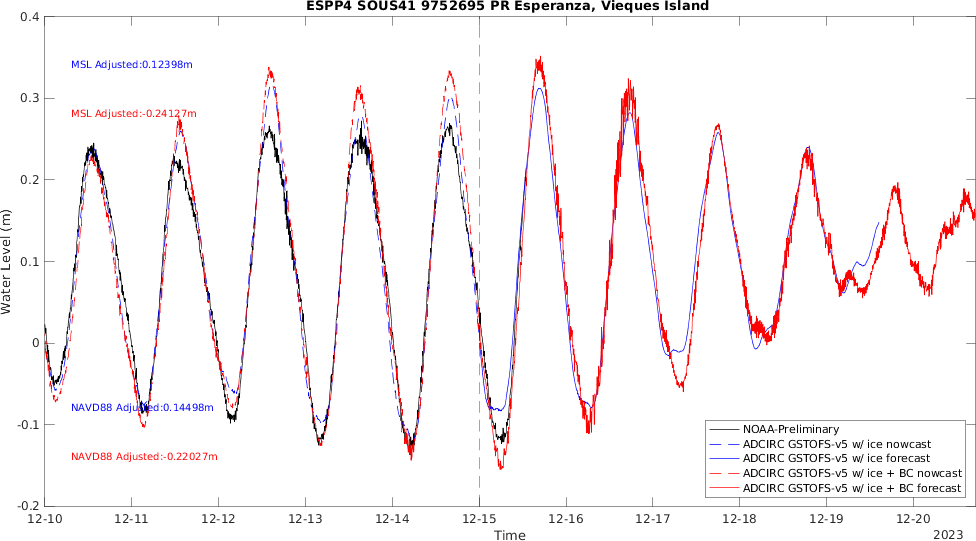 ESPP4 SOUS41 9752695 PR Esperanza, Vieques Island
0.4
MSL Adjusted:0.12398m
0.3
MSL Adjusted:-0.24127m
0.2
Water Level (m)
0.1
0
NAVD88 Adjusted:0.14498m
-0.1
NAVD88 Adjusted:-0.22027m
-0.2
NOAA-Preliminary
ADCIRC GSTOFS-v5 w/ ice nowcast
ADCIRC GSTOFS-v5 w/ ice forecast
ADCIRC GSTOFS-v5 w/ ice + BC nowcast
ADCIRC GSTOFS-v5 w/ ice + BC forecast
12-10 12-11 12-12 12-13 12-14 12-15 12-16 12-17 12-18 12-19 12-20
Time
2023